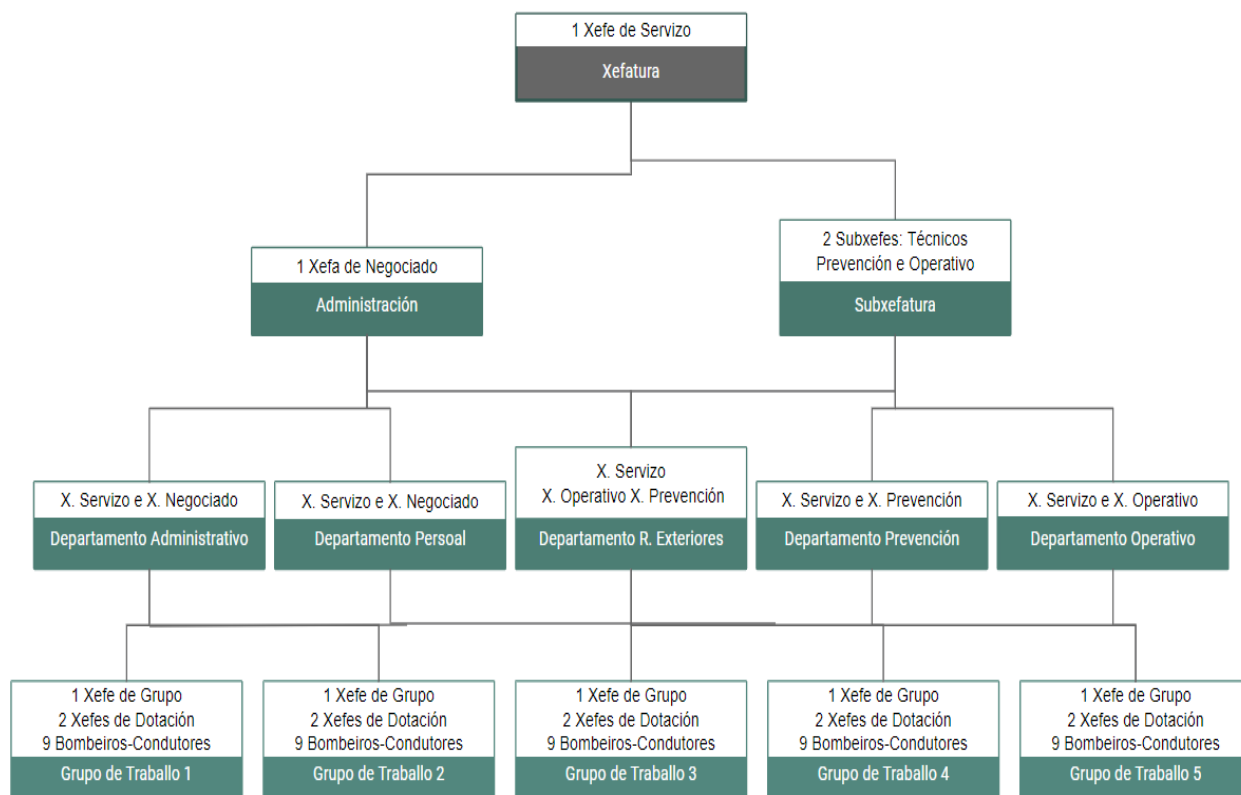 1 Xefe de Servizo
Xefatura
1 Xefa de Negociado
Administración
2 Subxefes: Técnicos
Prevención e Operativo
Subxefatura
X. Servizo e X. Negociado
Departamento Administrativo
X. Servizo e X. Negociado
Departamento Persoal
X. Servizo
X. Operativo X. Prevención
Departamento R. Exteriores
X. Servizo e X. Prevención
Departamento Prevención
X. Servizo e X. Operativo
Departamento Operativo
1 Xefe de Grupo
2 Xefes de Dotación
9 Bombeiros-Condutores
Grupo de Traballo 1
1 Xefe de Grupo
2 Xefes de Dotación
9 Bombeiros-Condutores
Grupo de Traballo 2
1 Xefe de Grupo
2 Xefes de Dotación
9 Bombeiros-Condutores
Grupo de Traballo 3
1 Xefe de Grupo
2 Xefes de Dotación
9 Bombeiros-Condutores
Grupo de Traballo 4
1 Xefe de Grupo
2 Xefes de Dotación
9 Bombeiros-Condutores
Grupo de Traballo 5